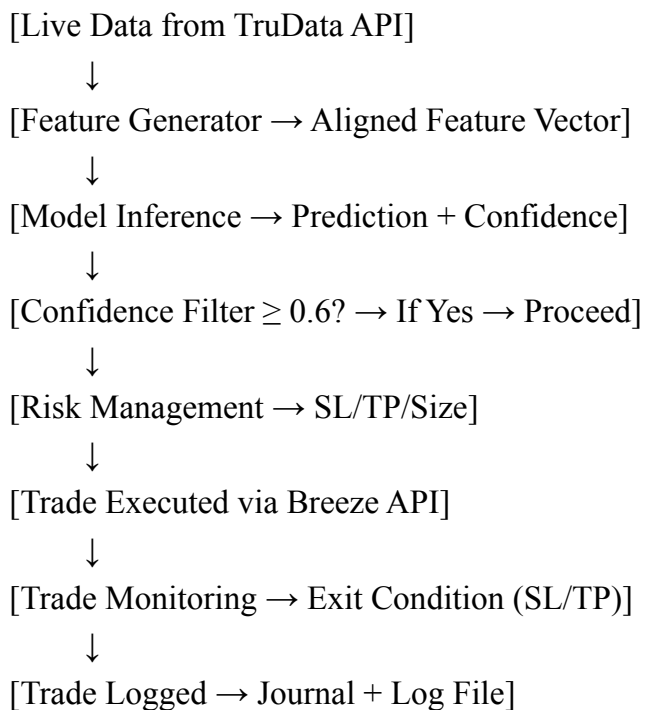 [Live Data from TruData API]
↓
[Feature Generator → Aligned Feature Vector]
↓
[Model Inference → Prediction + Confidence]
↓
[Confidence Filter ≥ 0.6? → If Yes → Proceed]
↓
[Risk Management → SL/TP/Size]
↓
[Trade Executed via Breeze API]
↓
[Trade Monitoring → Exit Condition (SL/TP)]
↓
[Trade Logged → Journal + Log File]